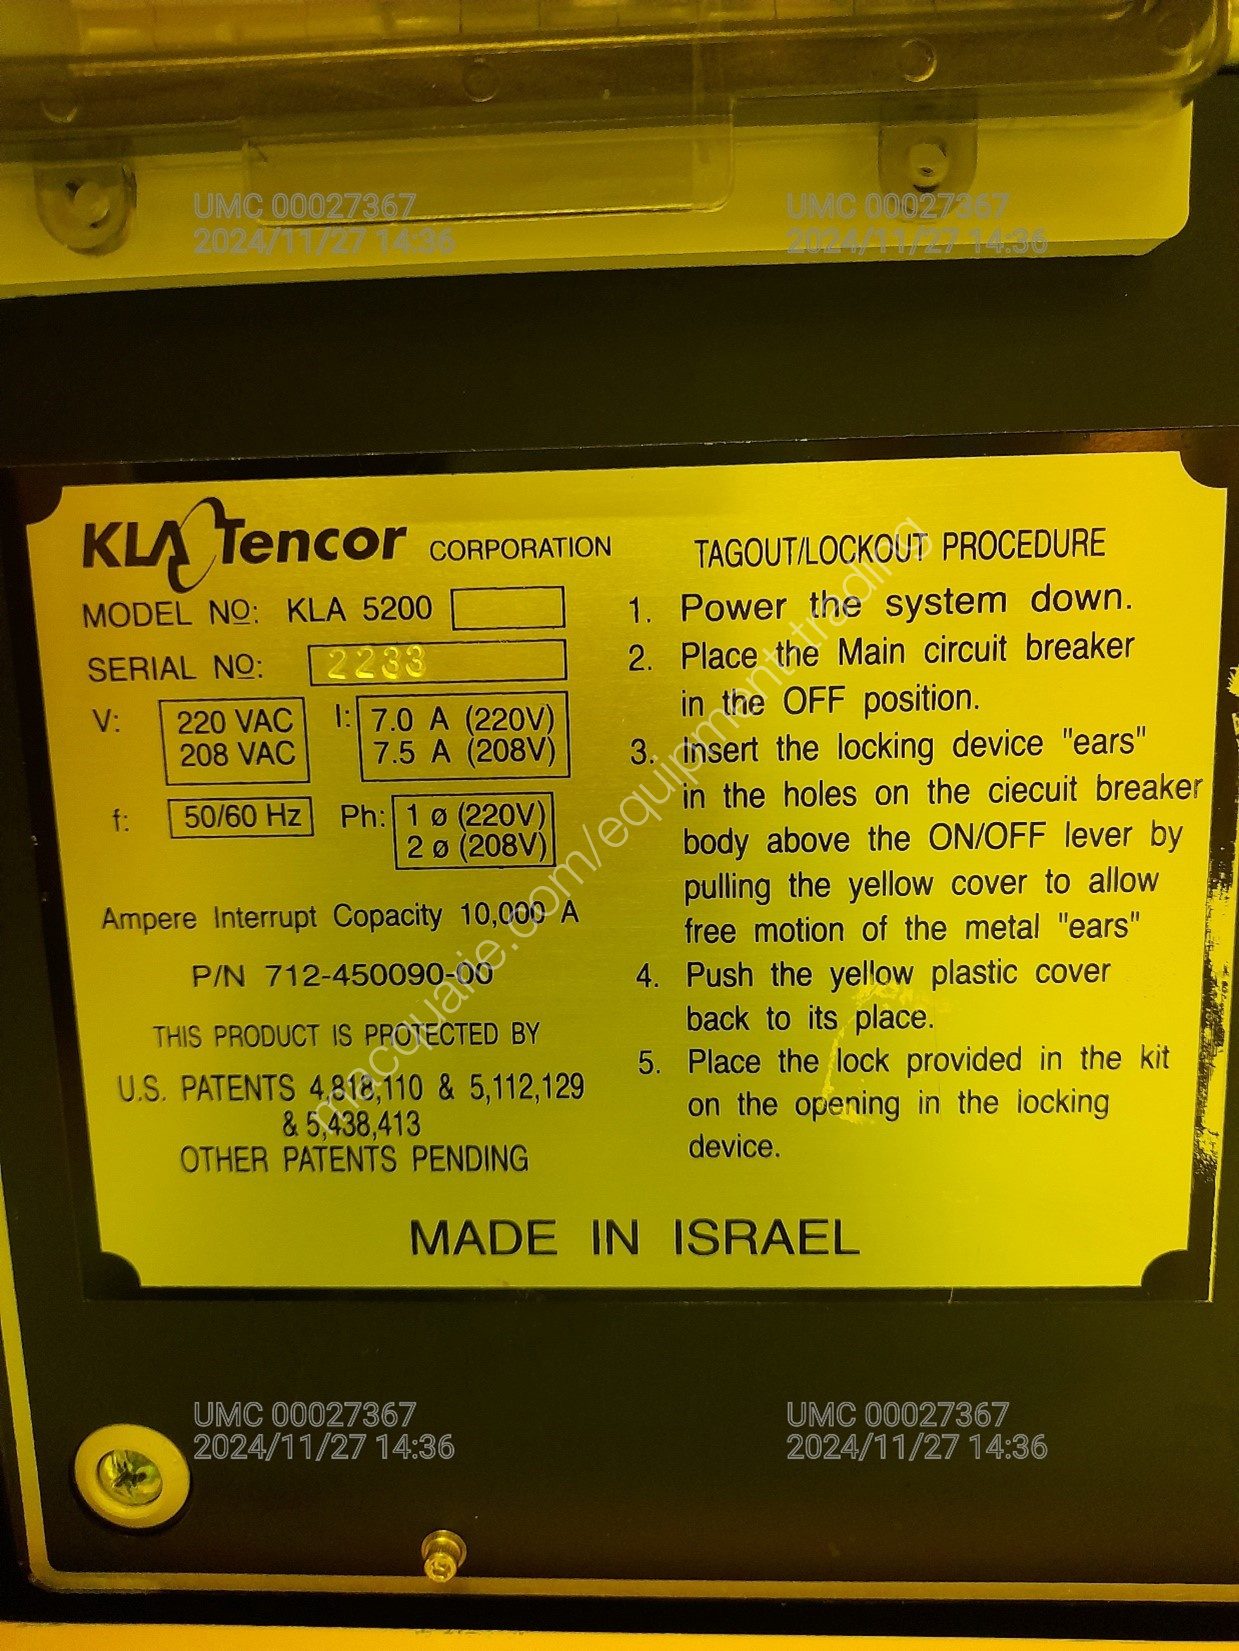 UMC 00027367
2024/11/27 14:36
UMC 00027367
2024/11/27 14:36
KLA Tencor CORPORATION
MODEL NO: KLA 5200
SERIAL NO: 2233
V: 220 VAC
208 VAC
I: 7.0 A (220V)
7.5 A (208V)
f: 50/60 Hz
Ph: 1 ø (220V)
2 ø (208V)
Ampere Interrupt Copacity 10,000 A
P/N 712-450090-00
THIS PRODUCT IS PROTECTED BY
U.S. PATENTS 4,818,110 & 5,112,129
& 5,438,413
OTHER PATENTS PENDING
TAGOUT/LOCKOUT PROCEDURE
1. Power the system down.
2. Place the Main circuit breaker
in the OFF position.
3. Insert the locking device "ears"
in the holes on the ciecuit breaker
body above the ON/OFF lever by
pulling the yellow cover to allow
free motion of the metal "ears"
4. Push the yellow plastic cover
back to its place.
5. Place the lock provided in the kit
on the opening in the locking
device.
MADE IN ISRAEL
macquarie.com/equipment-trading
UMC 00027367
2024/11/27 14:36
UMC 00027367
2024/11/27 14:36